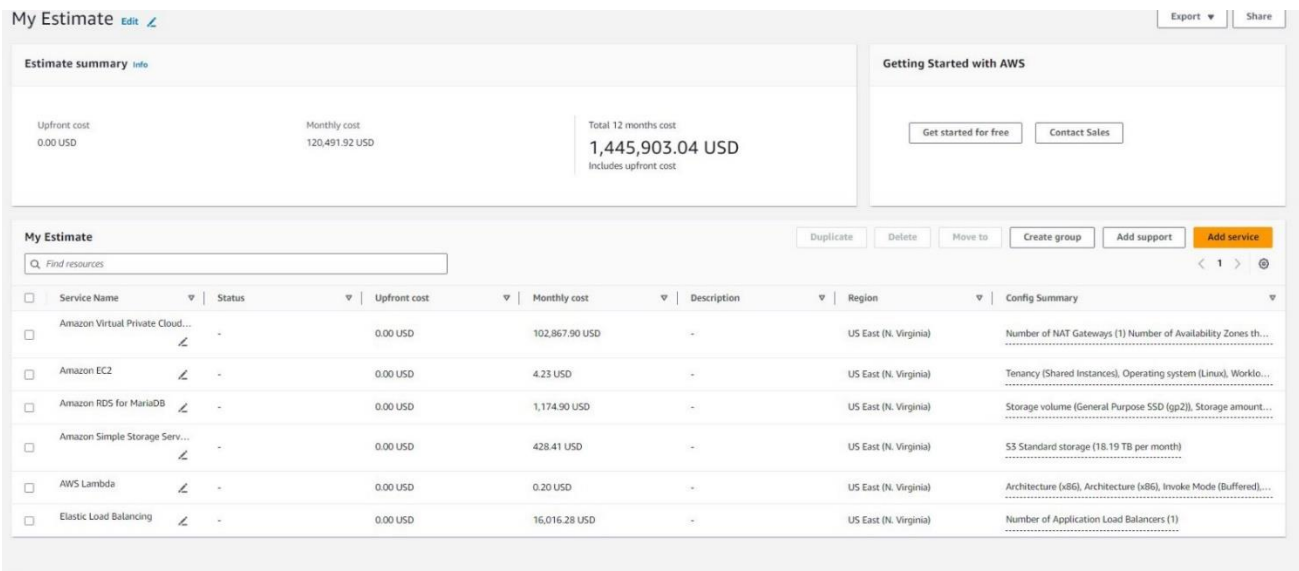 My Estimate Edit
Export ▼ Share
Estimate summary Info
Getting Started with AWS
Upfront cost Monthly cost Total 12 months cost
0.00 USD 120,491.92 USD 1,445,903.04 USD
Includes upfront cost
Get started for free Contact Sales
My Estimate
Duplicate Delete Move to Create group Add support Add service
Find resources
< 1 >
Service Name Status Upfront cost Monthly cost Description Region Config Summary
Amazon Virtual Private Cloud... - 0.00 USD 102,867.90 USD - US East (N. Virginia) Number of NAT Gateways (1) Number of Availability Zones th...
Amazon EC2 - 0.00 USD 4.23 USD - US East (N. Virginia) Tenancy (Shared Instances), Operating system (Linux), Worklo...
Amazon RDS for MariaDB - 0.00 USD 1,174.90 USD - US East (N. Virginia) Storage volume (General Purpose SSD (gp2)), Storage amount...
Amazon Simple Storage Serv... - 0.00 USD 428.41 USD - US East (N. Virginia) S3 Standard storage (18.19 TB per month)
AWS Lambda - 0.00 USD 0.20 USD - US East (N. Virginia) Architecture (x86), Architecture (x86), Invoke Mode (Buffered),...
Elastic Load Balancing - 0.00 USD 16,016.28 USD - US East (N. Virginia) Number of Application Load Balancers (1)